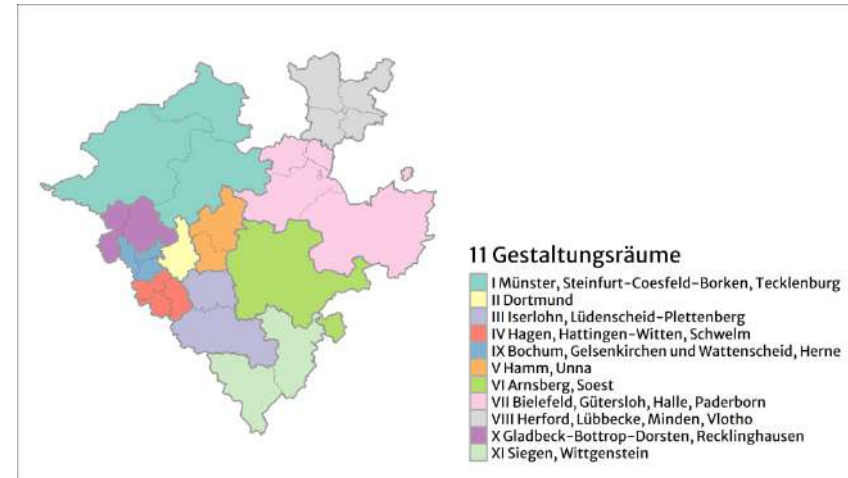 11 Gestaltungsräume
I Münster, Steinfurt-Coesfeld-Borken, Tecklenburg
II Dortmund
III Iserlohn, Lüdenscheid-Plettenberg
IV Hagen, Hattingen-Witten, Schwelm
IX Bochum, Gelsenkirchen und Wattenscheid, Herne
V Hamm, Unna
VI Arnsberg, Soest
VII Bielefeld, Gütersloh, Halle, Paderborn
VIII Herford, Lübbecke, Minden, Vlotho
X Gladbeck-Bottrop-Dorsten, Recklinghausen
XI Siegen, Wittgenstein